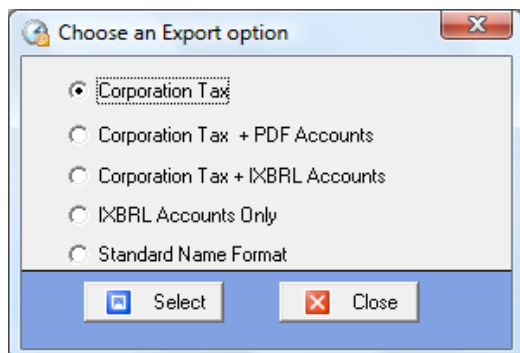 Choose an Export option
Corporation Tax
Corporation Tax + PDF Accounts
Corporation Tax + IXBRL Accounts
IXBRL Accounts Only
Standard Name Format
Select Close